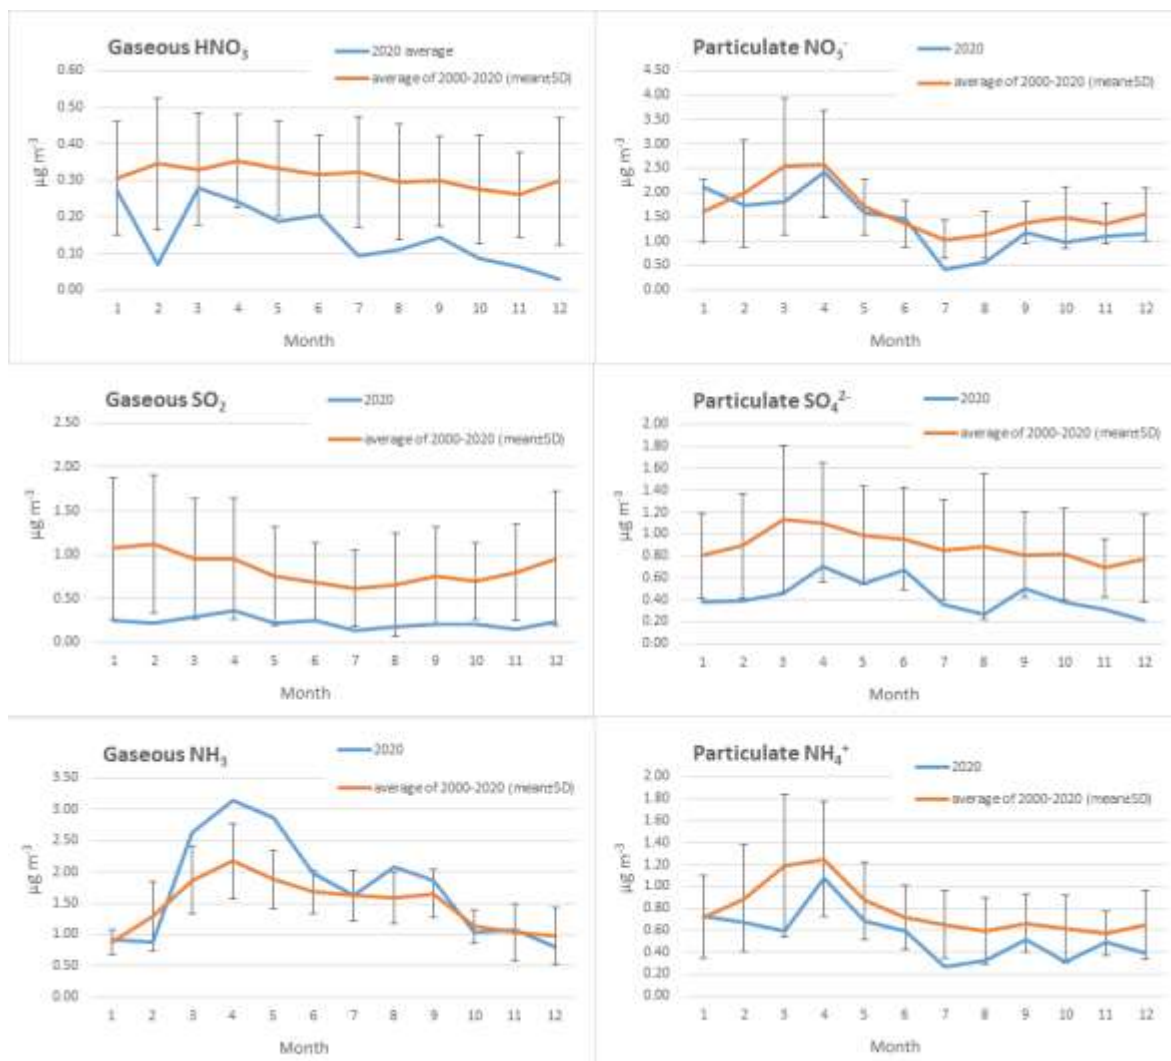 Gaseous HNO₃
2020 average
average of 2000-2020 (mean±SD)
0.60
0.50
0.40
0.30
0.20
0.10
0.00
µg m⁻³
1 2 3 4 5 6 7 8 9 10 11 12
Month
Particulate NO₃⁻
2020
average of 2000-2020 (mean±SD)
4.50
4.00
3.50
3.00
2.50
2.00
1.50
1.00
0.50
0.00
µg m⁻³
1 2 3 4 5 6 7 8 9 10 11 12
Month
Gaseous SO₂
2020
average of 2000-2020 (mean±SD)
2.50
2.00
1.50
1.00
0.50
0.00
µg m⁻³
1 2 3 4 5 6 7 8 9 10 11 12
Month
Particulate SO₄²⁻
2020
average of 2000-2020 (mean±SD)
2.00
1.80
1.60
1.40
1.20
1.00
0.80
0.60
0.40
0.20
0.00
µg m⁻³
1 2 3 4 5 6 7 8 9 10 11 12
Month
Gaseous NH₃
2020
average of 2000-2020 (mean±SD)
3.50
3.00
2.50
2.00
1.50
1.00
0.50
0.00
µg m⁻³
1 2 3 4 5 6 7 8 9 10 11 12
Month
Particulate NH₄⁺
2020
average of 2000-2020 (mean±SD)
2.00
1.80
1.60
1.40
1.20
1.00
0.80
0.60
0.40
0.20
0.00
µg m⁻³
1 2 3 4 5 6 7 8 9 10 11 12
Month